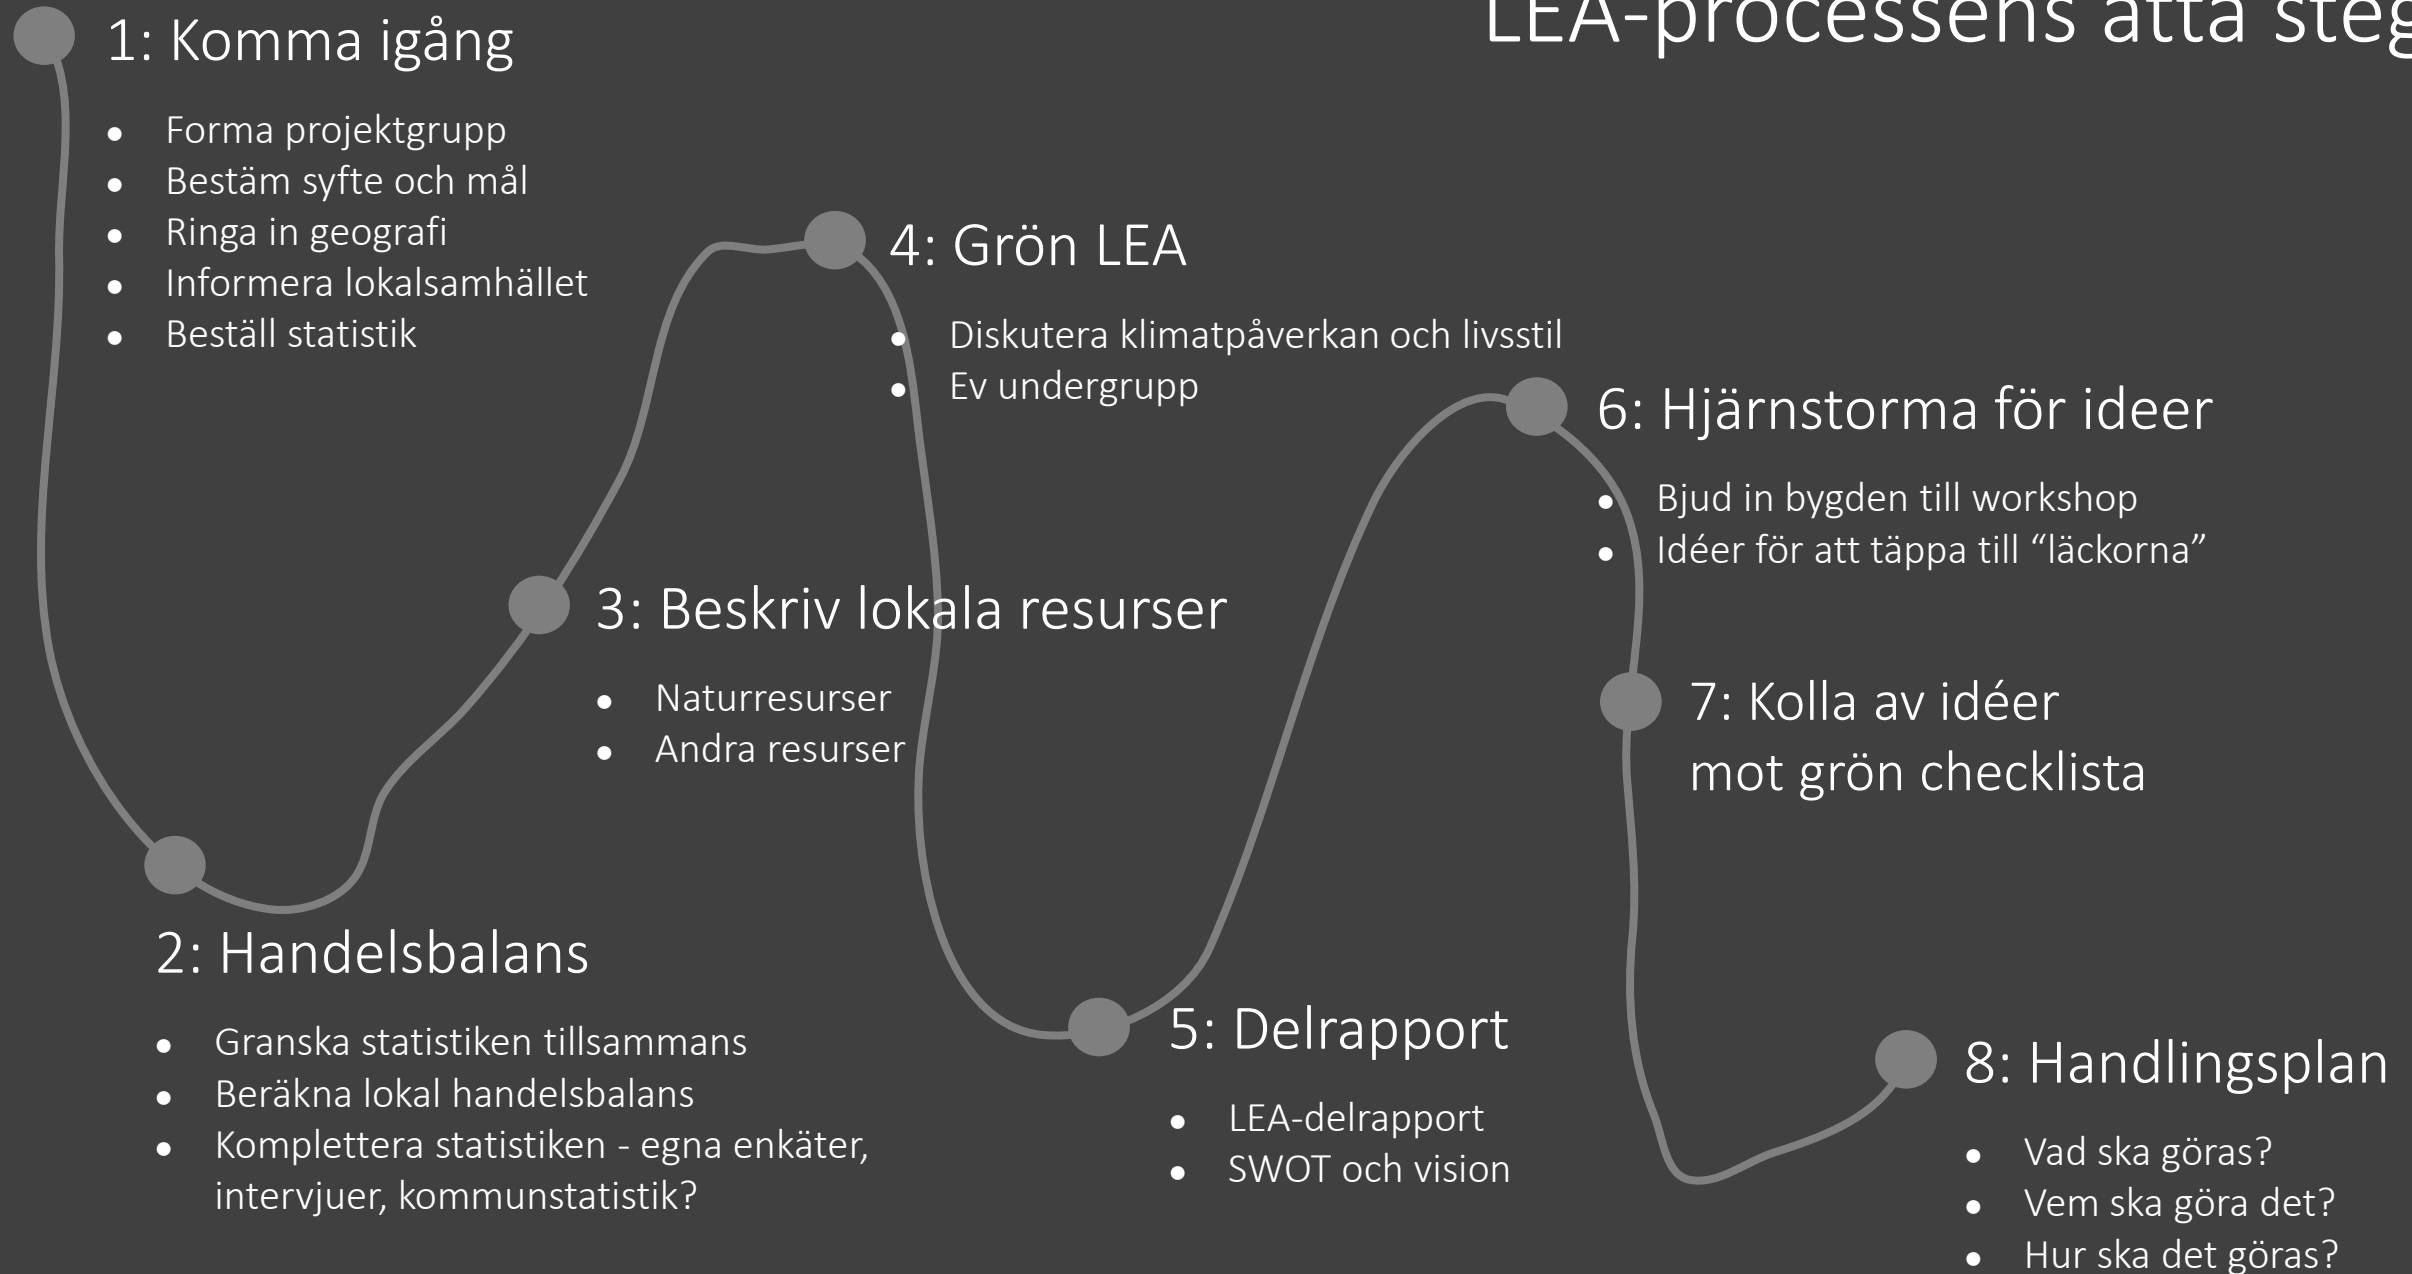 LEA-processens åtta steg
1: Komma igång
● Forma projektgrupp
● Bestäm syfte och mål
● Ringa in geografi
● Informera lokalsamhället
● Beställ statistik
2: Handelsbalans
● Granska statistiken tillsammans
● Beräkna lokal handelsbalans
● Komplettera statistiken - egna enkäter,
intervjuer, kommunstatistik?
3: Beskriv lokala resurser
● Naturresurser
● Andra resurser
4: Grön LEA
● Diskutera klimatpåverkan och livsstil
● Ev undergrupp
5: Delrapport
● LEA-delrapport
● SWOT och vision
6: Hjärnstorma för ideer
● Bjud in bygden till workshop
● Idéer för att täppa till “läckorna”
7: Kolla av idéer
mot grön checklista
8: Handlingsplan
● Vad ska göras?
● Vem ska göra det?
● Hur ska det göras?